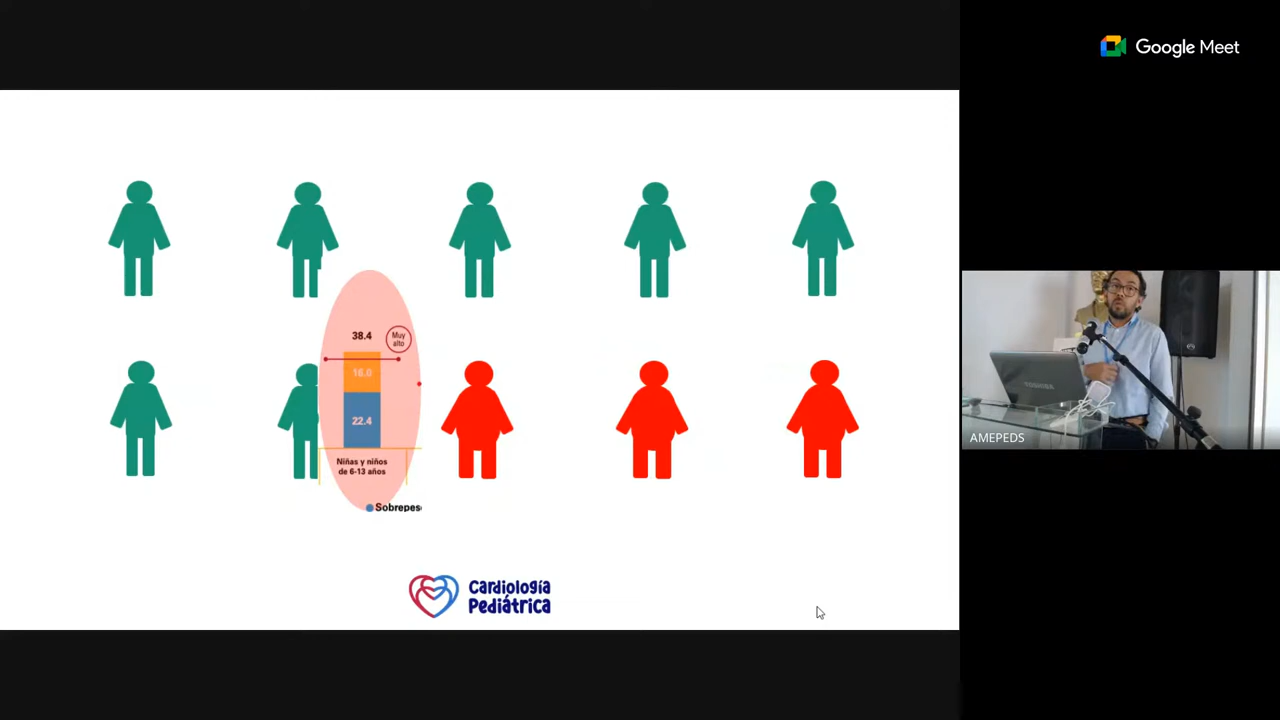 Google Meet
38.4
Muy
alto
16.0
22.4
Niñas y niños
de 6-13 años
Sobrepes
Cardiología
Pediátrica
TOSHIBA
AMEPEDS